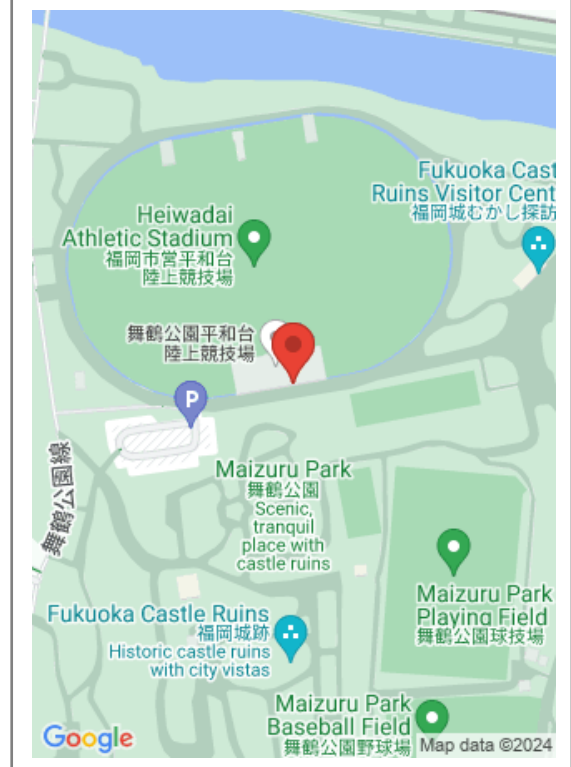 Fukuoka Cast
Ruins Visitor Cent
福岡城むかし探訪
Heiwadai
Athletic Stadium
福岡市営平和台
陸上競技場
舞鶴公園平和台
陸上競技場
P
舞鶴公園線
Maizuru Park
舞鶴公園
Scenic,
tranquil
place with
castle ruins
Maizuru Park
Playing Field
舞鶴公園球技場
Fukuoka Castle Ruins
福岡城跡
Historic castle ruins
with city vistas
Maizuru Park
Baseball Field
舞鶴公園野球場
Google
Map data ©2024